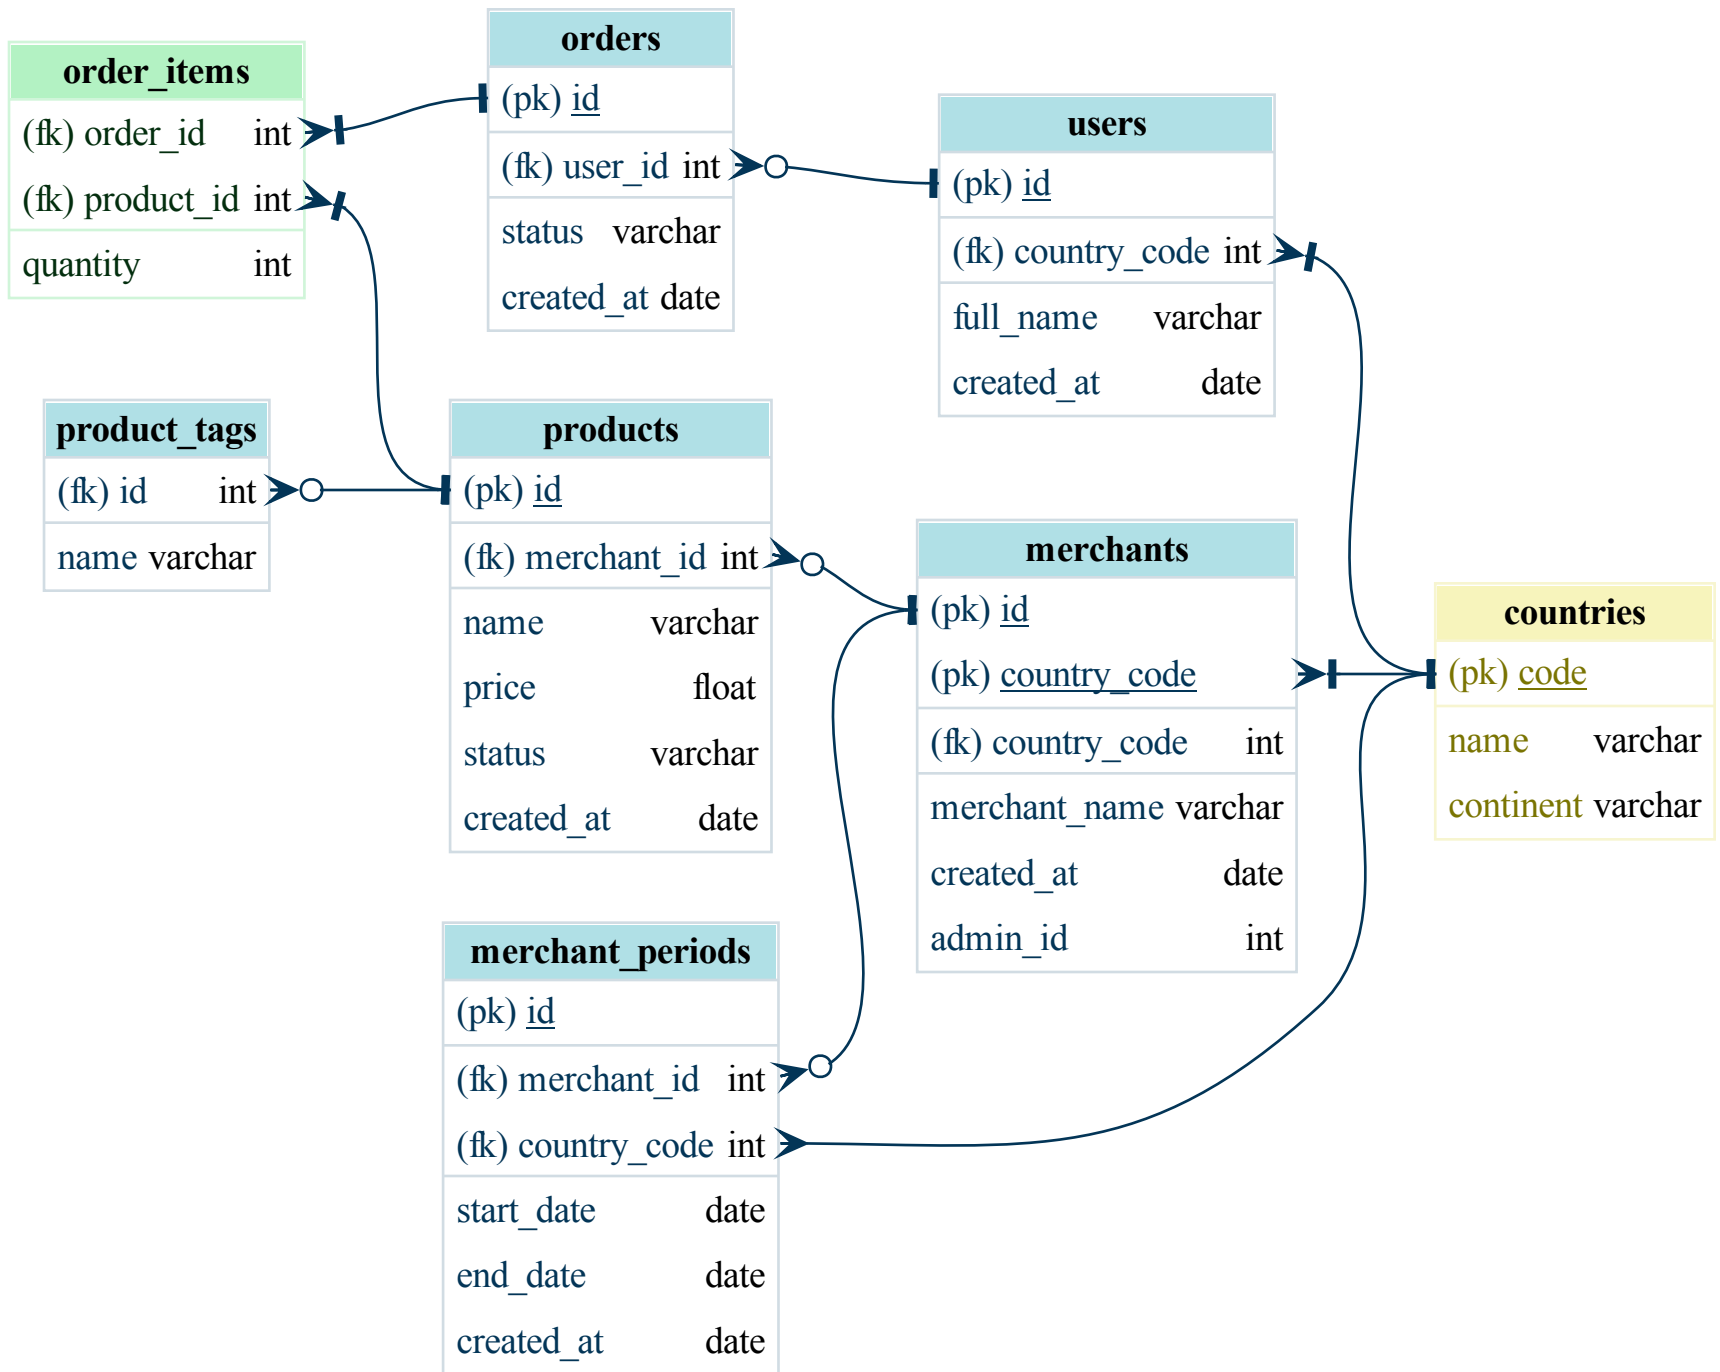 order_items
(fk) order_id int
(fk) product_id int
quantity int
orders
(pk) id
(fk) user_id int
status varchar
created_at date
users
(pk) id
(fk) country_code int
full_name varchar
created_at date
product_tags
(fk) id int
name varchar
products
(pk) id
(fk) merchant_id int
name varchar
price float
status varchar
created_at date
merchants
(pk) id
(pk) country_code
(fk) country_code int
merchant_name varchar
created_at date
admin_id int
countries
(pk) code
name varchar
continent varchar
merchant_periods
(pk) id
(fk) merchant_id int
(fk) country_code int
start_date date
end_date date
created_at date